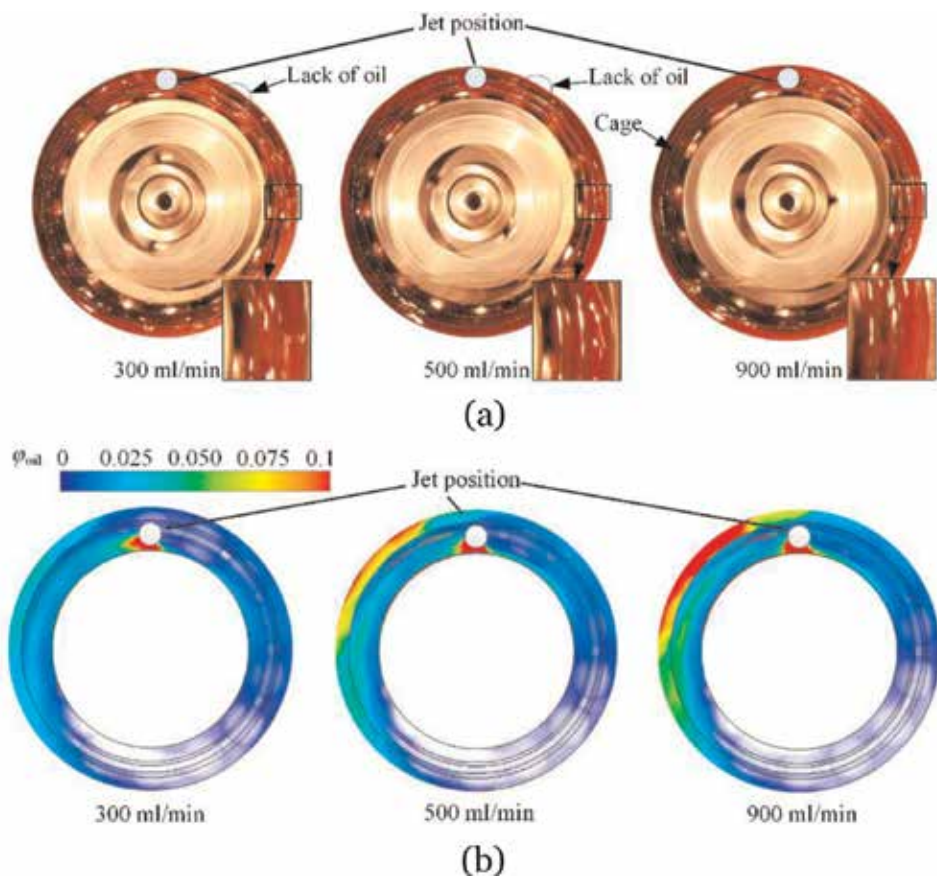 Jet position
Lack of oil
Lack of oil
Cage
300 ml/min
500 ml/min
900 ml/min
(a)
φoil 0 0.025 0.050 0.075 0.1
Jet position
300 ml/min
500 ml/min
900 ml/min
(b)